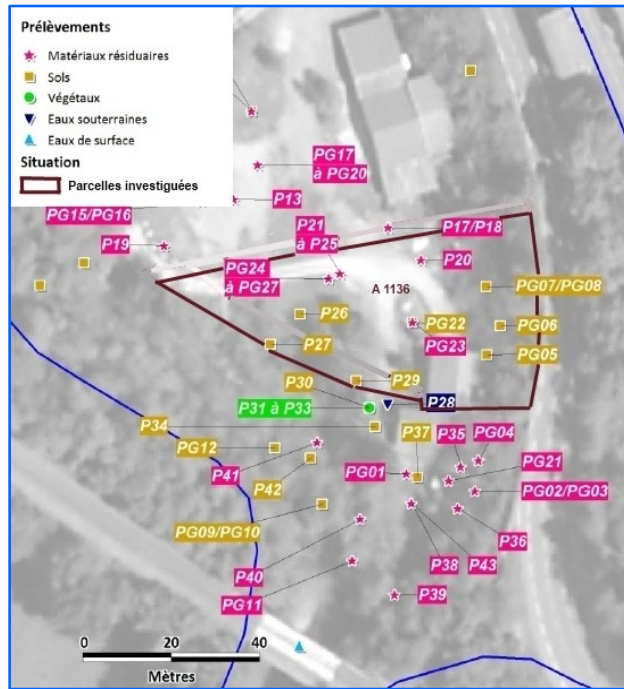 Prélèvements
Matériaux résiduaires
Sols
Végétaux
Eaux souterraines
Eaux de surface
Situation
Parcelles investiguées
PG17
à PG20
PG15/PG16
P13
P19
P21
à P25
P17/P18
PG24
à PG27
P20
A 1136
PG07/PG08
P26
PG22
PG06
PG23
P27
PG05
P30
P29
P31 à P33
P28
P34
PG12
P37
P35
PG04
P41
PG01
PG21
P42
PG02/PG03
PG09/PG10
P36
P40
P38
P43
PG11
P39
0 20 40
Mètres